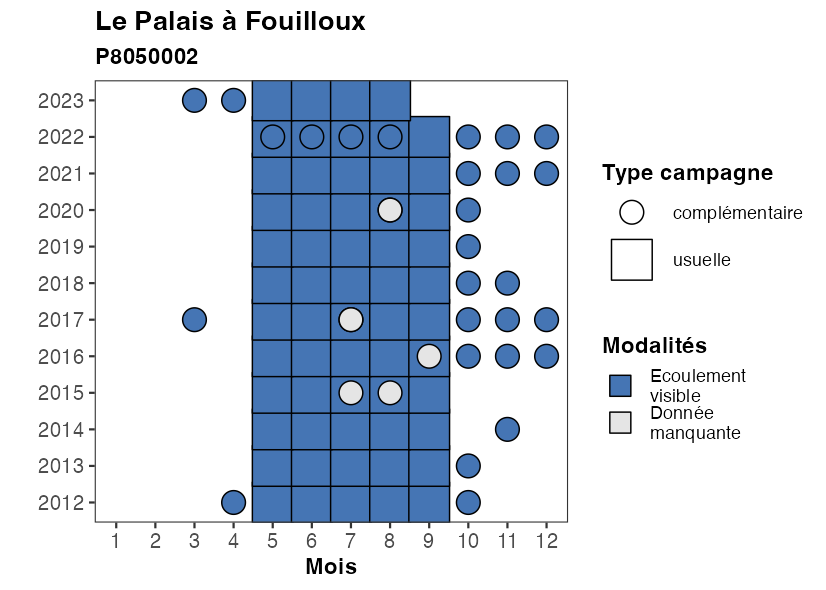 Le Palais à Fouilloux
P8050002
2023
2022
2021
2020
2019
2018
2017
2016
2015
2014
2013
2012
1 2 3 4 5 6 7 8 9 10 11 12
Mois
Type campagne
complémentaire
usuelle
Modalités
Ecoulement
visible
Donnée
manquante